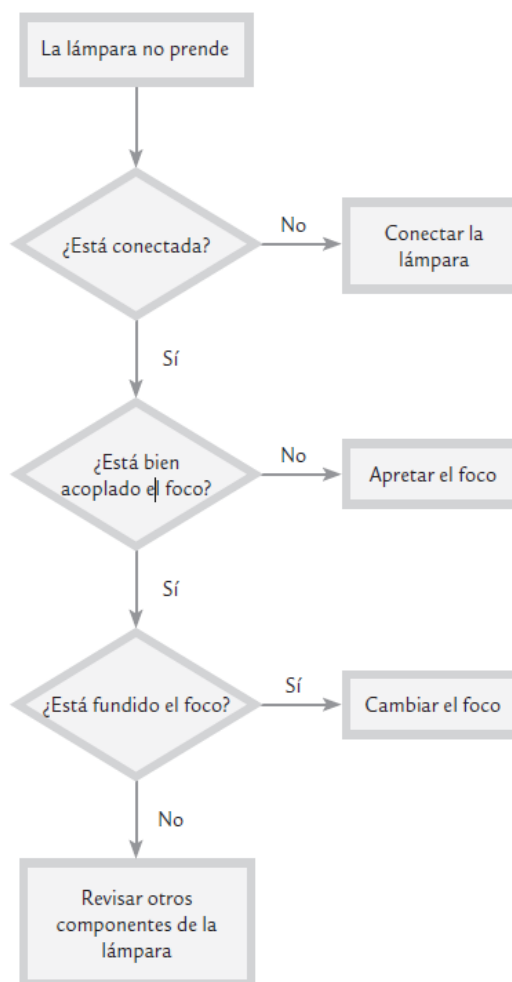 La lámpara no prende
¿Está conectada?
No
Conectar la
lámpara
Sí
¿Está bien
acoplado el foco?
No
Apretar el foco
Sí
¿Está fundido el foco?
Sí
Cambiar el foco
No
Revisar otros
componentes de la
lámpara